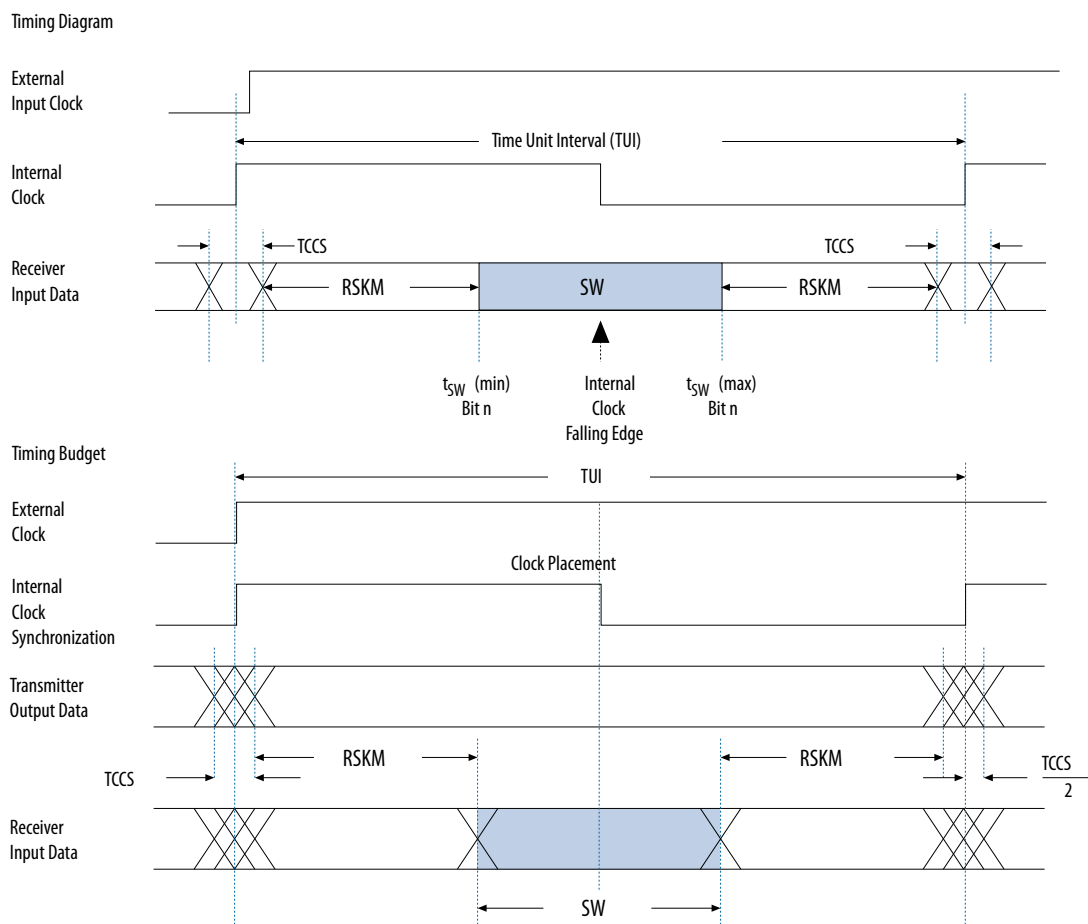 Timing Diagram
External
Input Clock
Time Unit Interval (TUI)
Internal
Clock
TCCS
TCCS
Receiver
Input Data
RSKM
SW
RSKM
tSW (min)
Bit n
Internal
Clock
Falling Edge
tSW (max)
Bit n
Timing Budget
TUI
External
Clock
Clock Placement
Internal
Clock
Synchronization
Transmitter
Output Data
RSKM
RSKM
TCCS
TCCS
2
Receiver
Input Data
SW